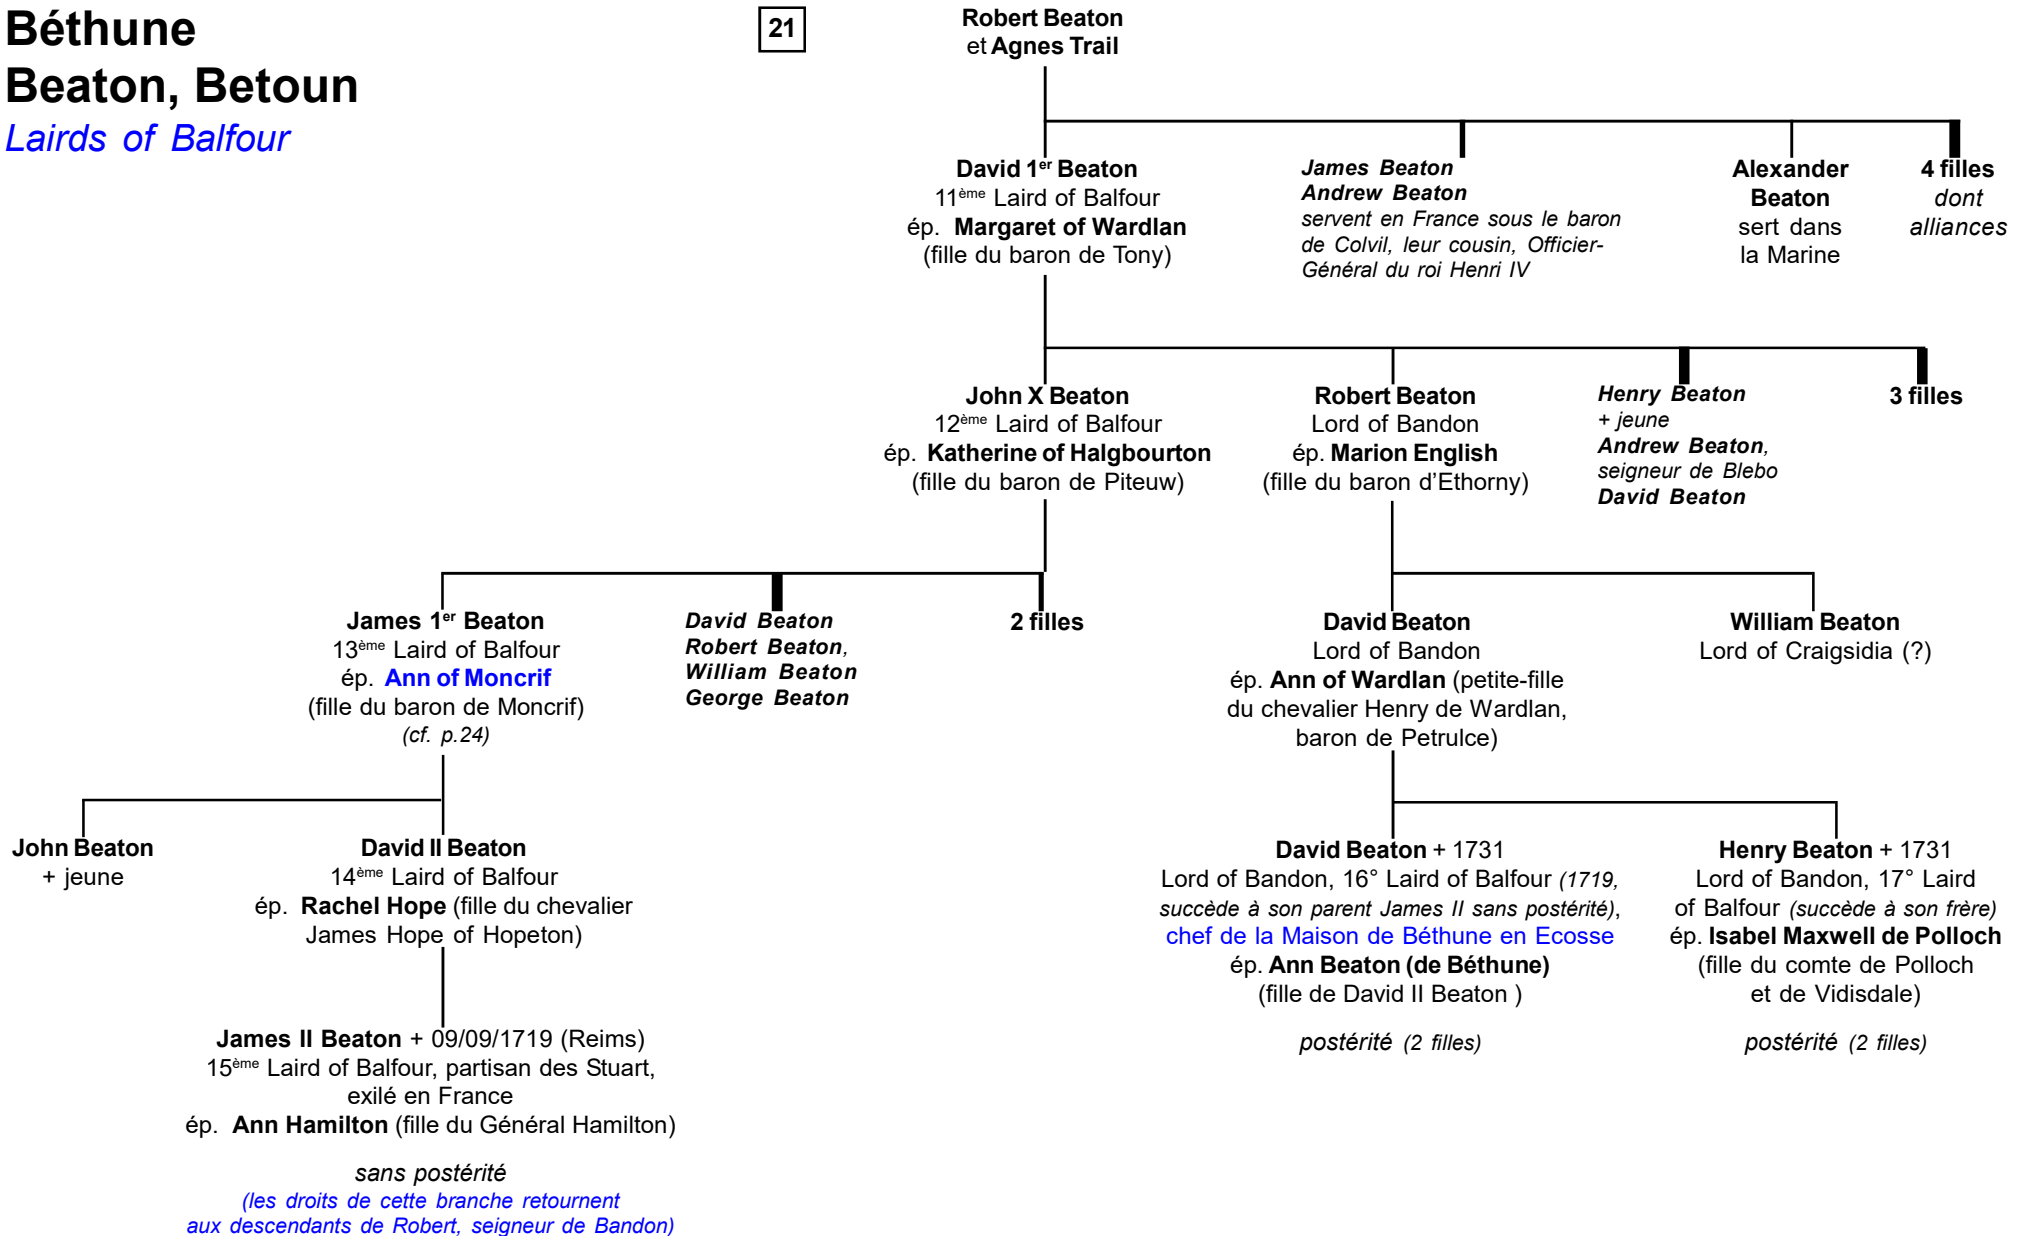 Béthune
Beaton, Betoun
Lairds of Balfour
21
Robert Beaton
et Agnes Trail
David 1er Beaton
11ème Laird of Balfour
ép. Margaret of Wardlan
(fille du baron de Tony)
James Beaton
Andrew Beaton
servent en France sous le baron
de Colvil, leur cousin, Officier-
Général du roi Henri IV
Alexander
Beaton
sert dans
la Marine
4 filles
dont
alliances
John X Beaton
12ème Laird of Balfour
ép. Katherine of Halgbourton
(fille du baron de Piteuw)
Robert Beaton
Lord of Bandon
ép. Marion English
(fille du baron d'Ethorny)
Henry Beaton
+ jeune
Andrew Beaton,
seigneur de Blebo
David Beaton
3 filles
James 1er Beaton
13ème Laird of Balfour
ép. Ann of Moncrif
(fille du baron de Moncrif)
(cf. p.24)
David Beaton
Robert Beaton,
William Beaton
George Beaton
2 filles
David Beaton
Lord of Bandon
ép. Ann of Wardlan (petite-fille
du chevalier Henry de Wardlan,
baron de Petrulce)
William Beaton
Lord of Craigsidia (?)
John Beaton
+ jeune
David II Beaton
14ème Laird of Balfour
ép. Rachel Hope (fille du chevalier
James Hope of Hopeton)
David Beaton + 1731
Lord of Bandon, 16° Laird of Balfour (1719,
succède à son parent James II sans postérité),
chef de la Maison de Béthune en Ecosse
ép. Ann Beaton (de Béthune)
(fille de David II Beaton )
postérité (2 filles)
Henry Beaton + 1731
Lord of Bandon, 17° Laird
of Balfour (succède à son frère)
ép. Isabel Maxwell de Polloch
(fille du comte de Polloch
et de Vidisdale)
postérité (2 filles)
James II Beaton + 09/09/1719 (Reims)
15ème Laird of Balfour, partisan des Stuart,
exilé en France
ép. Ann Hamilton (fille du Général Hamilton)
sans postérité
(les droits de cette branche retournent
aux descendants de Robert, seigneur de Bandon)